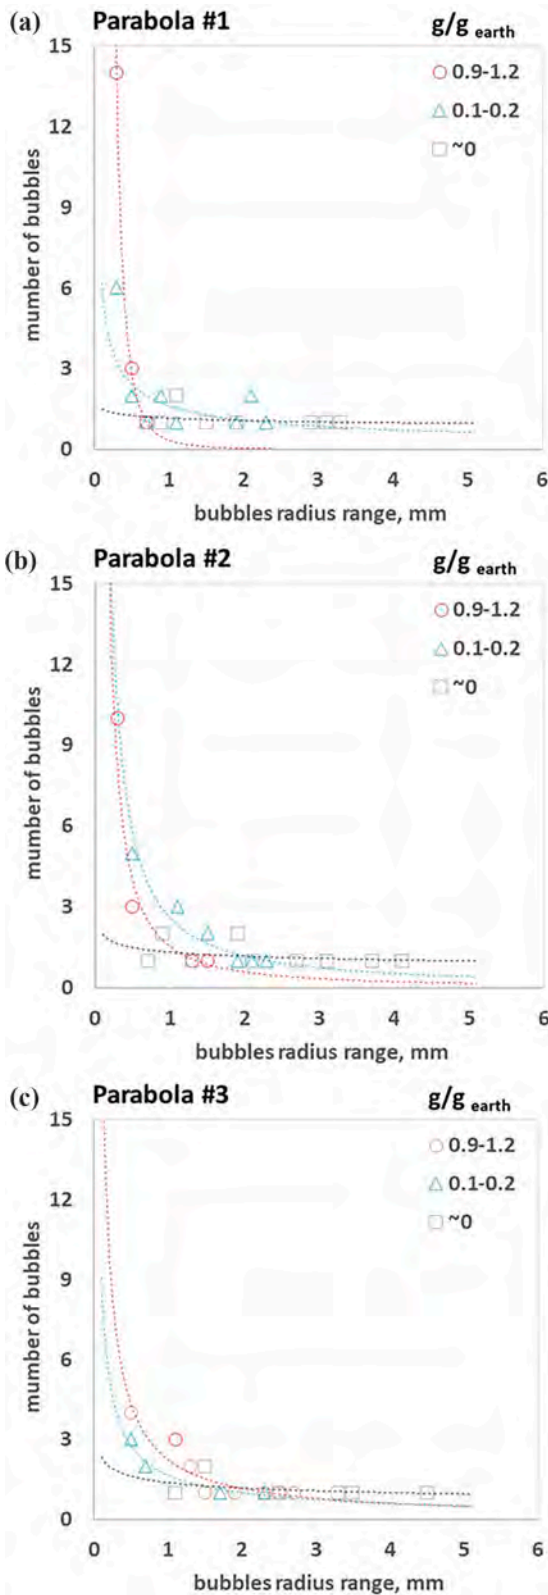 (a) Parabola #1 g/g earth
15 0.9-1.2
12 0.1-0.2
~0
9
6
3
0
mumber of bubbles
0 1 2 3 4 5 6
bubbles radius range, mm
(b) Parabola #2 g/g earth
15 0.9-1.2
12 0.1-0.2
~0
9
6
3
0
mumber of bubbles
0 1 2 3 4 5 6
bubbles radius range, mm
(c) Parabola #3 g/g earth
15 0.9-1.2
12 0.1-0.2
~0
9
6
3
0
mumber of bubbles
0 1 2 3 4 5 6
bubbles radius range, mm